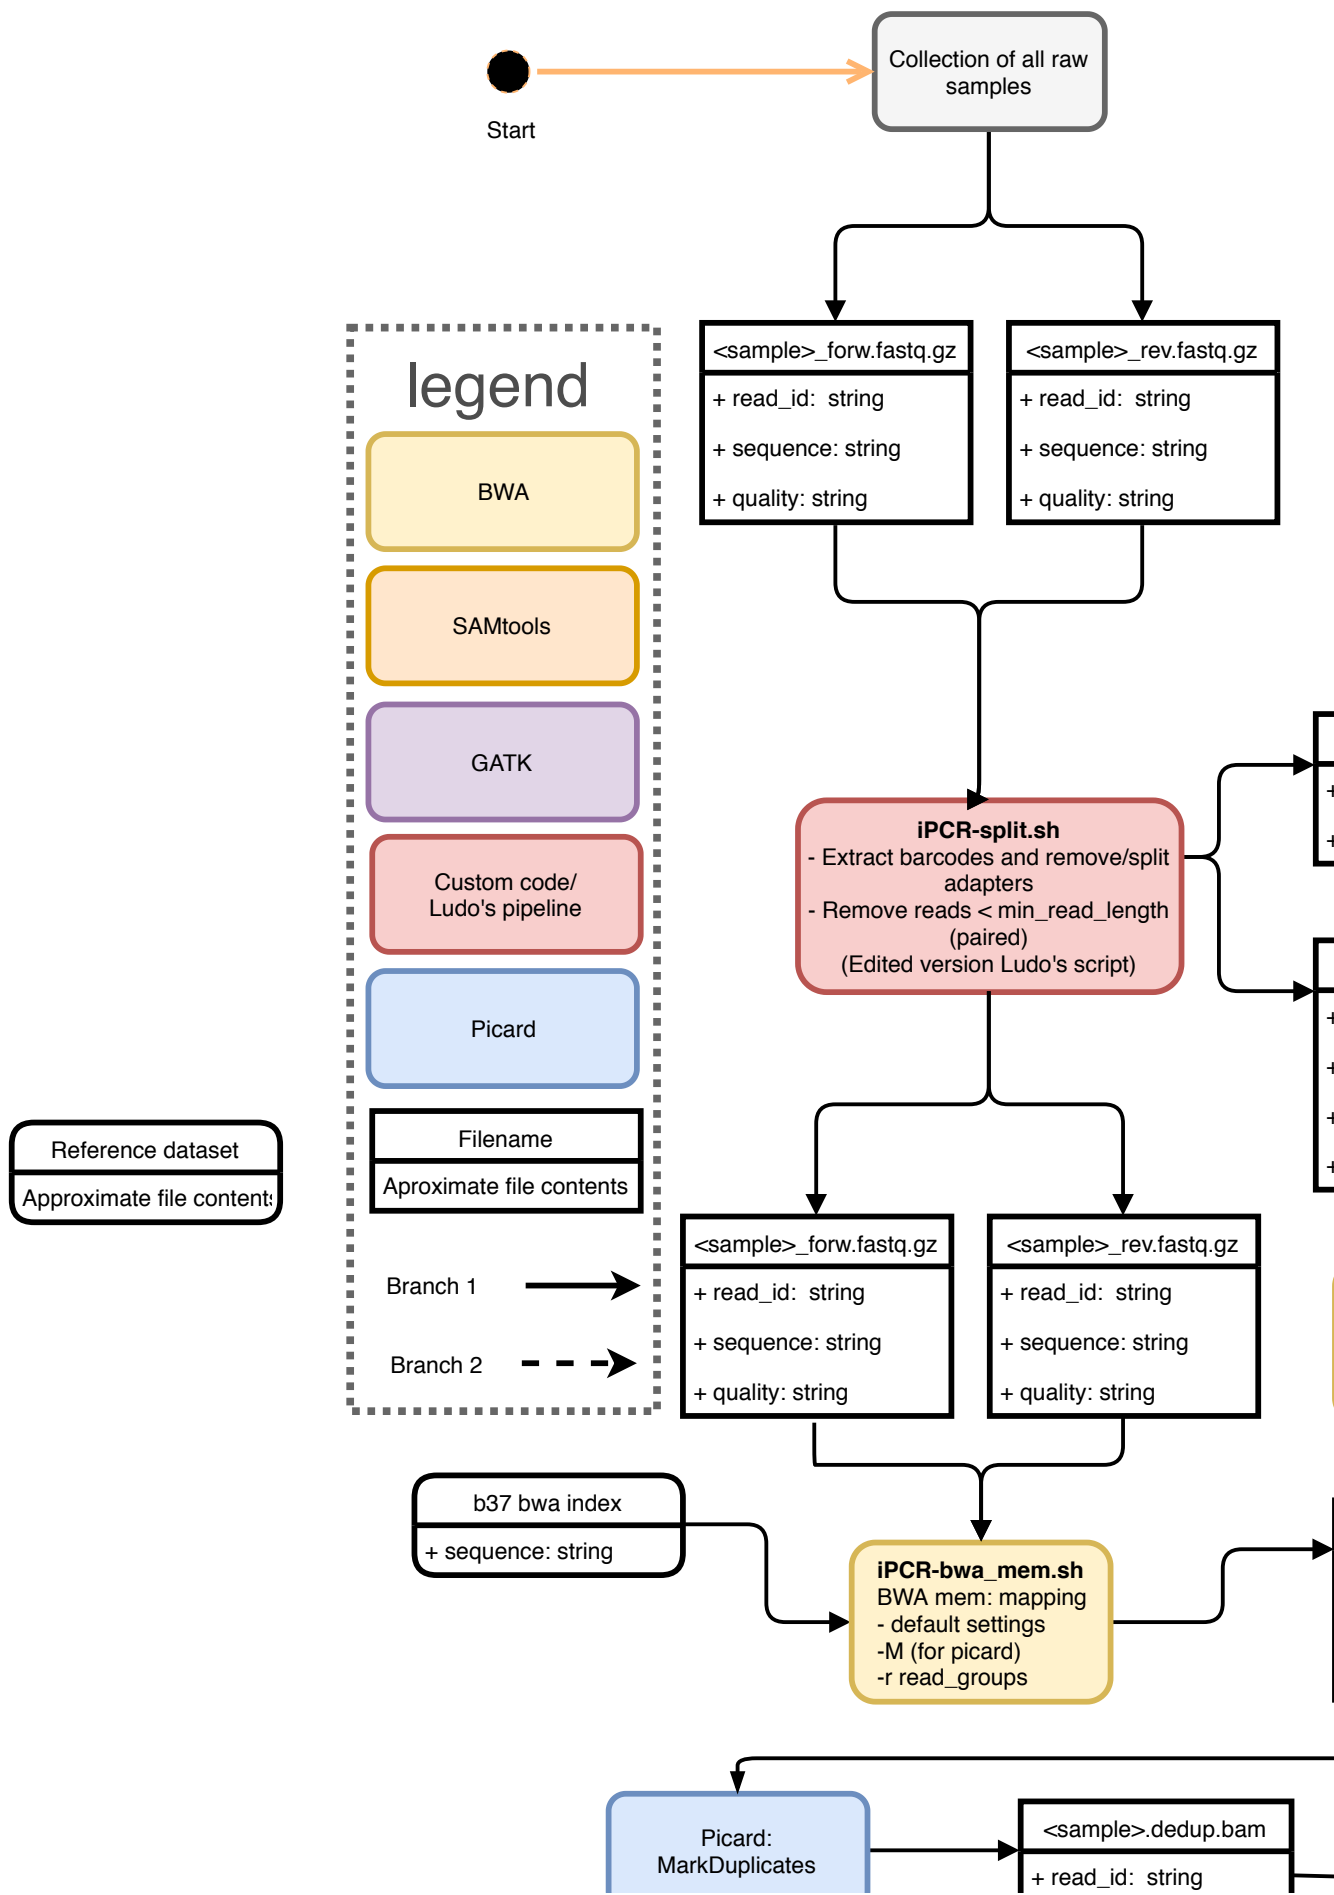 Collection of all raw
samples
Start
<sample>_forw.fastq.gz
+ read_id:  string
+ sequence: string
+ quality: string
<sample>_rev.fastq.gz
+ read_id:  string
+ sequence: string
+ quality: string
legend
BWA
SAMtools
GATK
Custom code/
Ludo's pipeline
Picard
Filename
Aproximate file contents
Branch 1
Branch 2
Reference dataset
Approximate file contents
iPCR-split.sh
- Extract barcodes and remove/split
adapters
- Remove reads < min_read_length
(paired)
(Edited version Ludo's script)
+
+
+
+
+
+
<sample>_forw.fastq.gz
+ read_id:  string
+ sequence: string
+ quality: string
<sample>_rev.fastq.gz
+ read_id:  string
+ sequence: string
+ quality: string
b37 bwa index
+ sequence: string
iPCR-bwa_mem.sh
BWA mem: mapping
- default settings
-M (for picard)
-r read_groups
Picard:
MarkDuplicates
<sample>.dedup.bam
+ read_id:  string